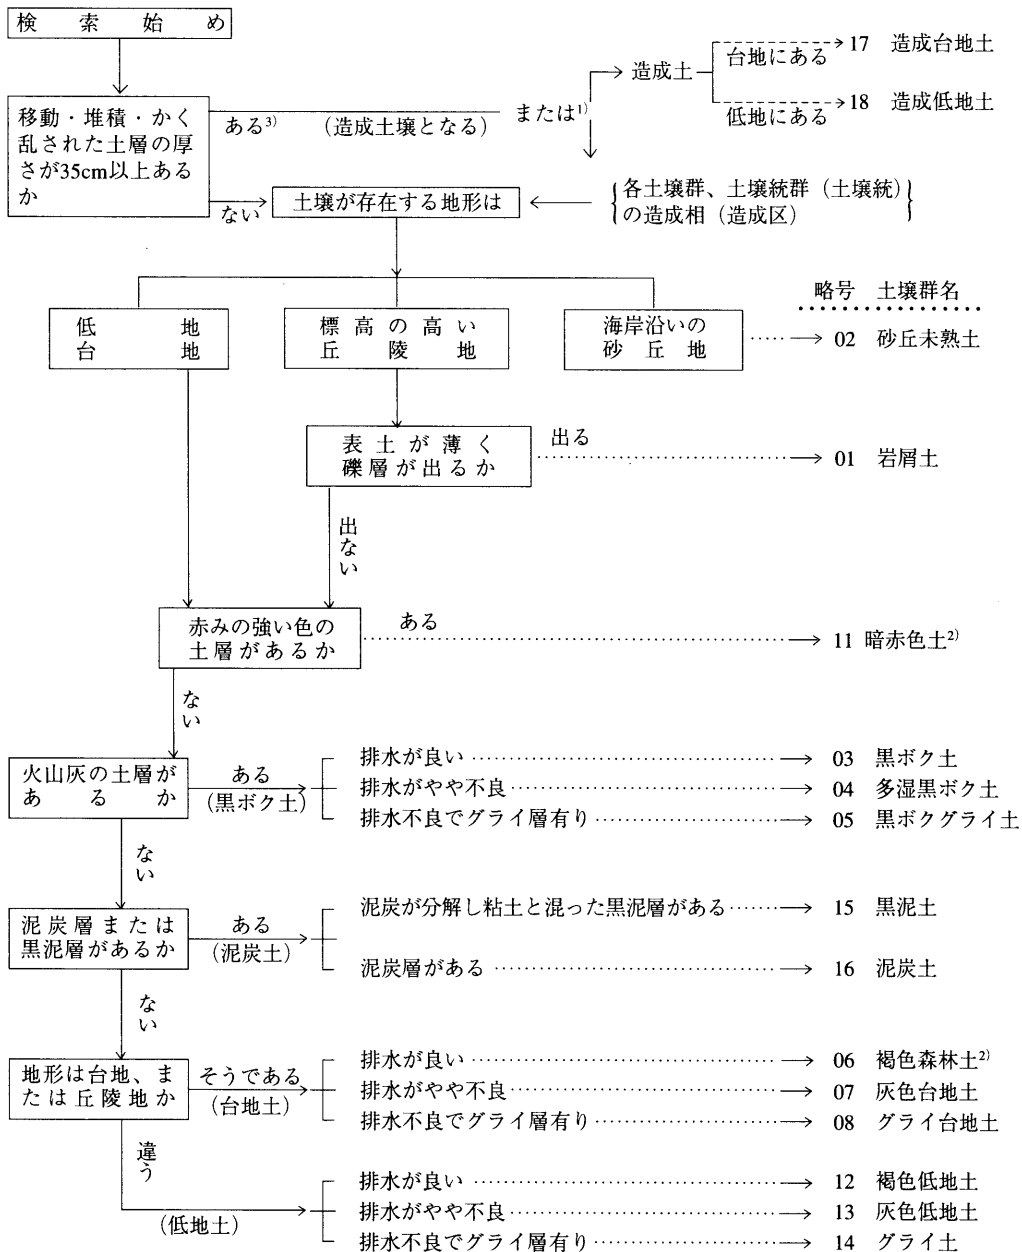 検索始め
移動・堆積・かく
乱された土層の厚
さが35cm以上ある
か
ある3)
(造成土壌となる)
または1)
造成土
台地にある
17 造成台地土
低地にある
18 造成低地土
ない
土壌が存在する地形は
各土壌群、土壌統群（土壌統）
の造成相（造成区）
低地
台地
標高の高い
丘陵地
海岸沿いの
砂丘地
略号 土壌群名
02 砂丘未熟土
表土が薄く
礫層が出るか
出る
01 岩屑土
出ない
赤みの強い色の
土層があるか
ある
11 暗赤色土2)
ない
火山灰の土層が
あるか
ある
(黒ボク土)
排水が良い
03 黒ボク土
排水がやや不良
04 多湿黒ボク土
排水不良でグライ層有り
05 黒ボクグライ土
ない
泥炭層または
黒泥層があるか
ある
(泥炭土)
泥炭が分解し粘土と混った黒泥層がある
15 黒泥土
泥炭層がある
16 泥炭土
ない
地形は台地、ま
たは丘陵地か
そうである
(台地土)
排水が良い
06 褐色森林土2)
排水がやや不良
07 灰色台地土
排水不良でグライ層有り
08 グライ台地土
違う
(低地土)
排水が良い
12 褐色低地土
排水がやや不良
13 灰色低地土
排水不良でグライ層有り
14 グライ土